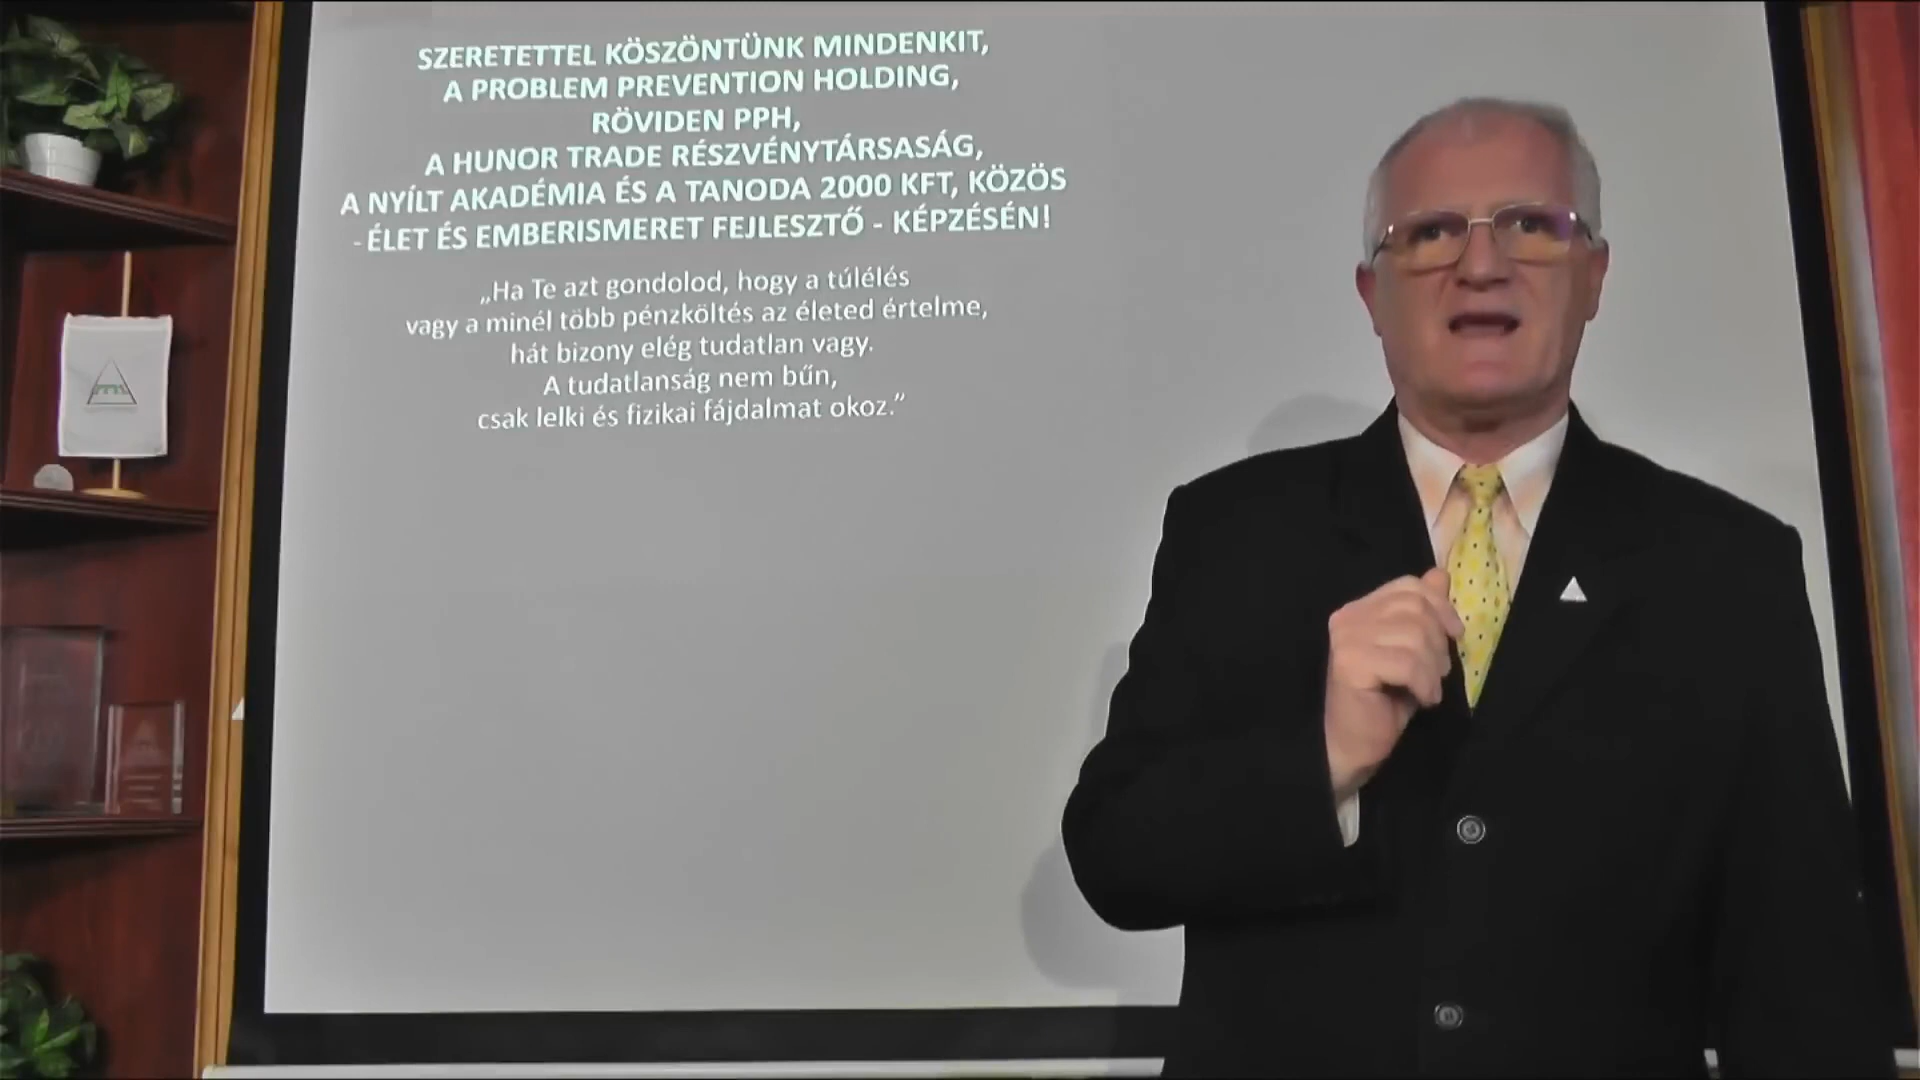 SZERETETTEL KÖSZÖNTÜNK MINDENKIT,
A PROBLEM PREVENTION HOLDING,
RÖVIDEN PPH,
A HUNOR TRADE RÉSZVÉNYTÁRSASÁG,
A NYÍLT AKADÉMIA ÉS A TANODA 2000 KFT, KÖZÖS
- ÉLET ÉS EMBERISMERET FEJLESZTŐ - KÉPZÉSÉN!
„Ha Te azt gondolod, hogy a túlélés
vagy a minél több pénzköltés az életed értelme,
hát bizony elég tudatlan vagy.
A tudatlanság nem bűn,
csak lelki és fizikai fájdalmat okoz.”